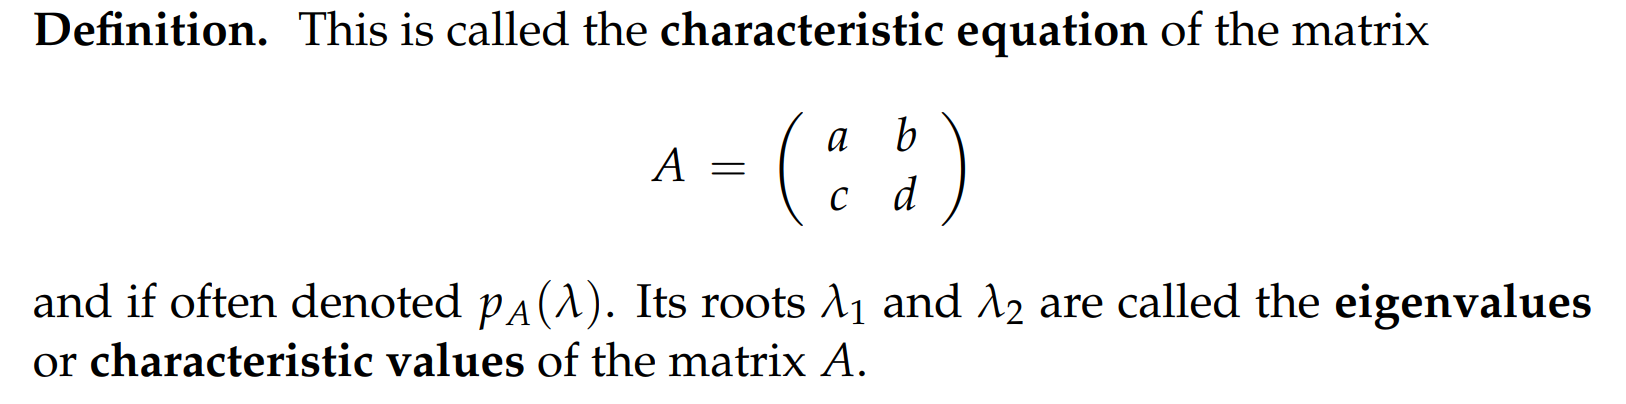 Definition. This is called the characteristic equation of the matrix
A = ( a b
c d )
and if often denoted p_A(λ). Its roots λ₁ and λ₂ are called the eigenvalues
or characteristic values of the matrix A.